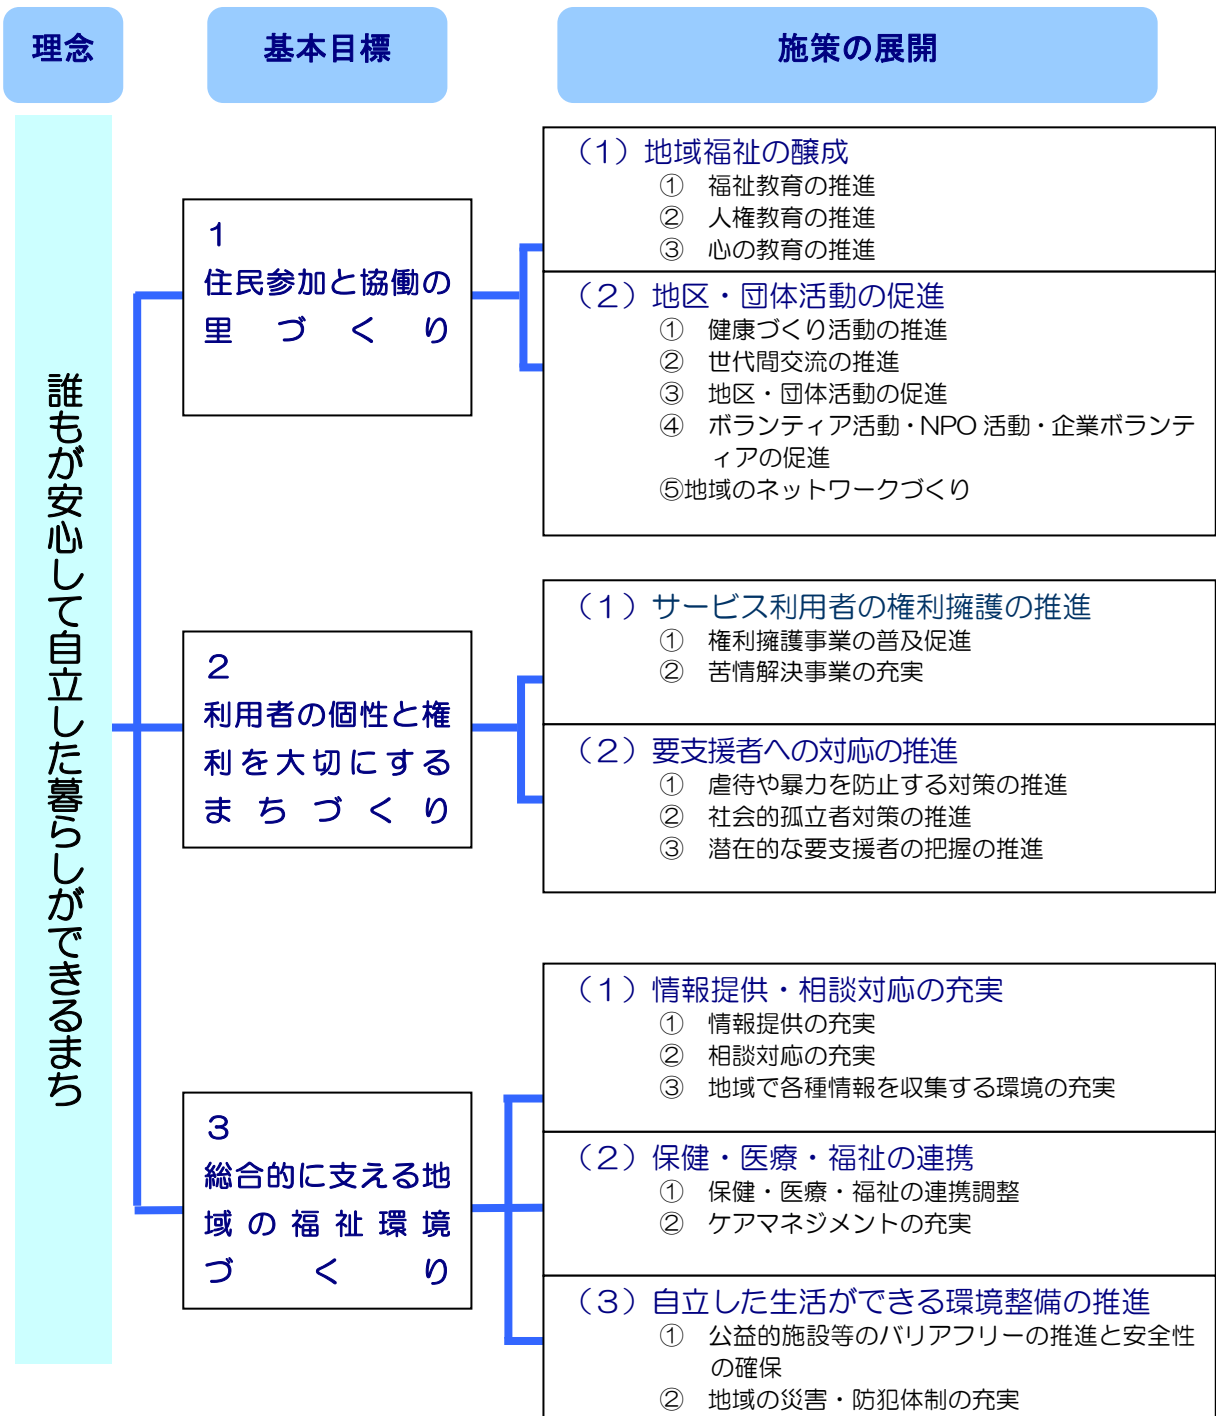 理念
基本目標
施策の展開
誰もが安心して自立した暮らしができるまち
1
住民参加と協働の
里づくり
（1）地域福祉の醸成
①　福祉教育の推進
②　人権教育の推進
③　心の教育の推進
（2）地区・団体活動の促進
①　健康づくり活動の推進
②　世代間交流の推進
③　地区・団体活動の促進
④　ボランティア活動・NPO 活動・企業ボランテ
ィアの促進
⑤地域のネットワークづくり
2
利用者の個性と権
利を大切にする
まちづくり
（1）サービス利用者の権利擁護の推進
①　権利擁護事業の普及促進
②　苦情解決事業の充実
（2）要支援者への対応の推進
①　虐待や暴力を防止する対策の推進
②　社会的孤立者対策の推進
③　潜在的な要支援者の把握の推進
3
総合的に支える地
域の福祉環境
づくり
（1）情報提供・相談対応の充実
①　情報提供の充実
②　相談対応の充実
③　地域で各種情報を収集する環境の充実
（2）保健・医療・福祉の連携
①　保健・医療・福祉の連携調整
②　ケアマネジメントの充実
（3）自立した生活ができる環境整備の推進
①　公益的施設等のバリアフリーの推進と安全性
の確保
②　地域の災害・防犯体制の充実